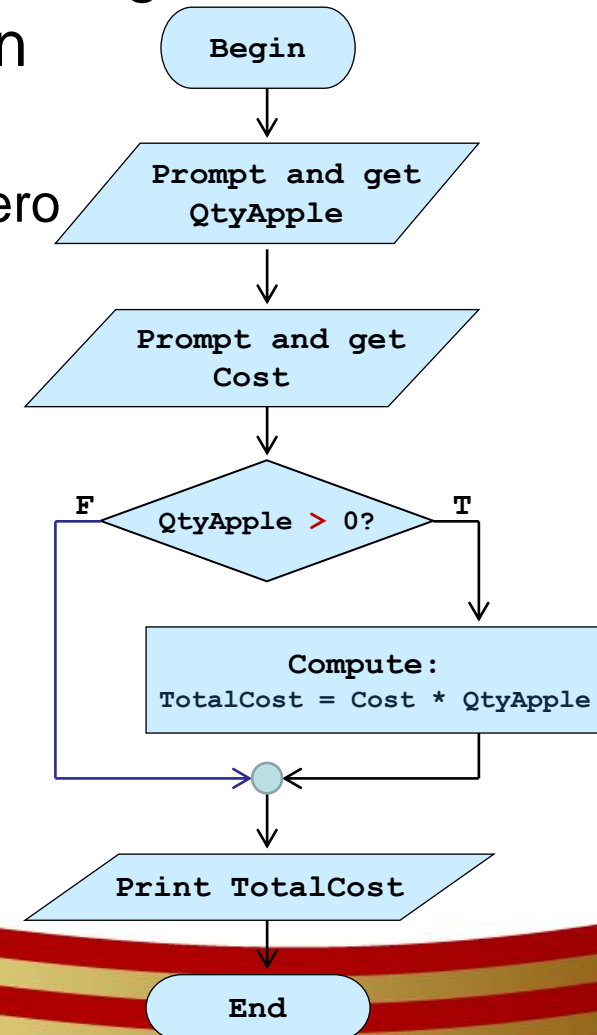 n
ero
Begin
Prompt and get
QtyApple
Prompt and get
Cost
F
QtyApple > 0?
T
Compute:
TotalCost = Cost * QtyApple
Print TotalCost
End